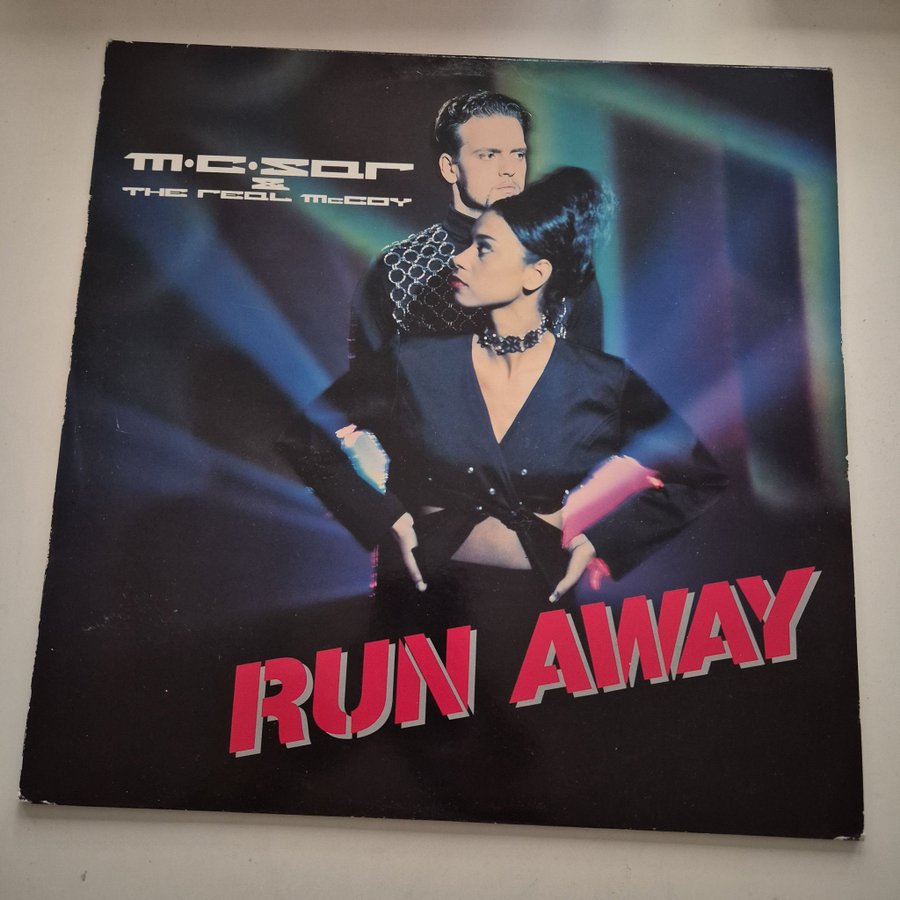 M·C·SAR
&
THE REAL McCOY
RUN AWAY